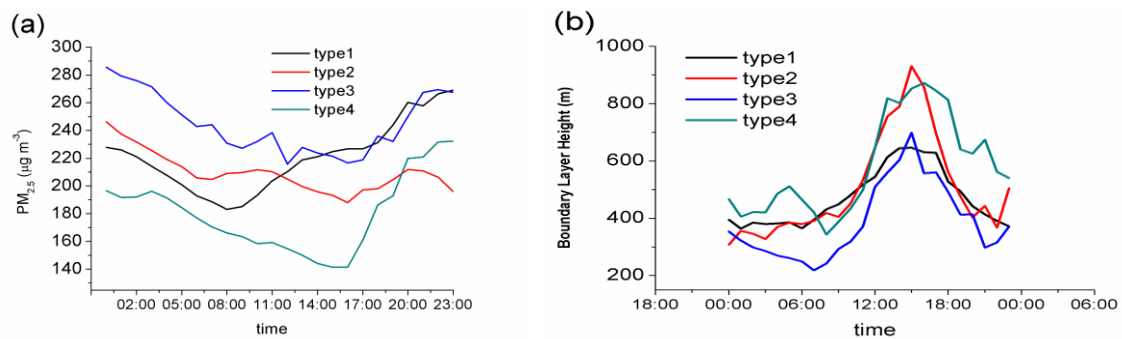 (a)
300
280
260
240
220
200
180
160
140
PM2.5 (µg m-3)
type1
type2
type3
type4
02:00 05:00 08:00 11:00 14:00 17:00 20:00 23:00
time
(b)
1000
800
600
400
200
Boundary Layer Height (m)
type1
type2
type3
type4
18:00 00:00 06:00 12:00 18:00 00:00 06:00
time